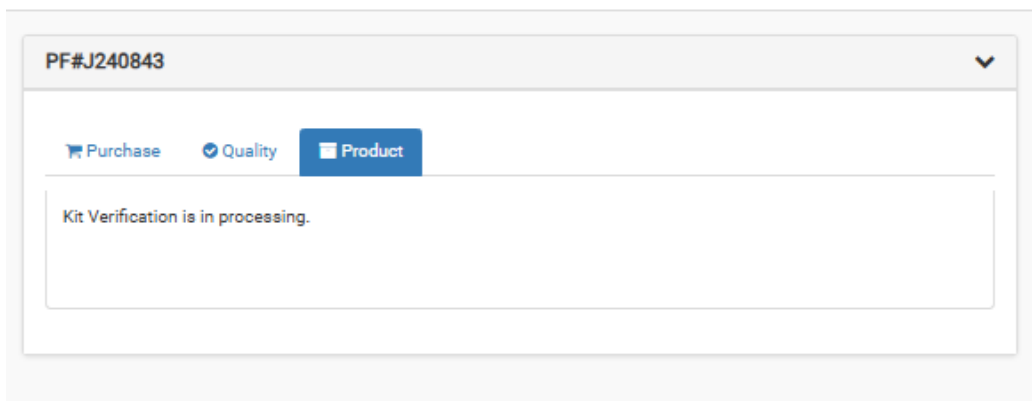 PF#J240843
Purchase Quality Product
Kit Verification is in processing.